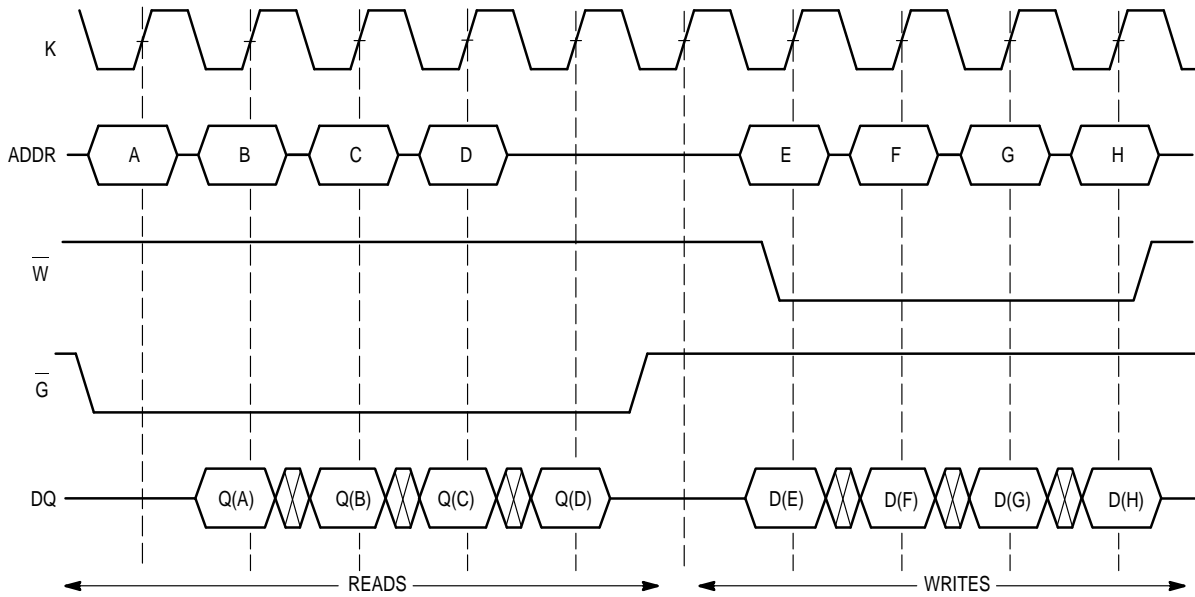 K
ADDR A B C D E F G H
W̅
G̅
DQ Q(A) Q(B) Q(C) Q(D) D(E) D(F) D(G) D(H)
READS WRITES